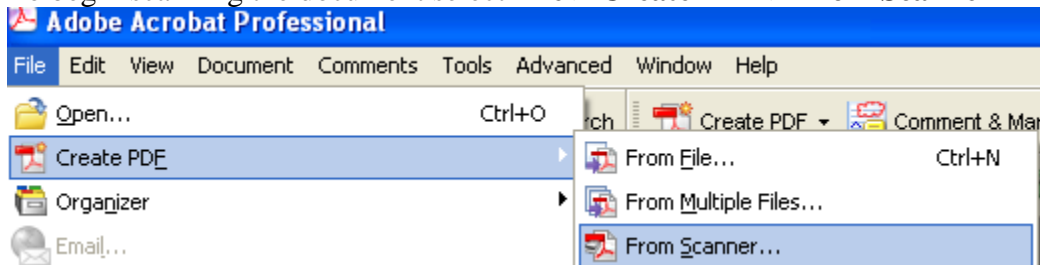 Adobe Acrobat Professional
File Edit View Document Comments Tools Advanced Window Help
Open... Ctrl+O
rch Create PDF Comment & Mar
Create PDF
From File... Ctrl+N
Organizer
From Multiple Files...
Email...
From Scanner...